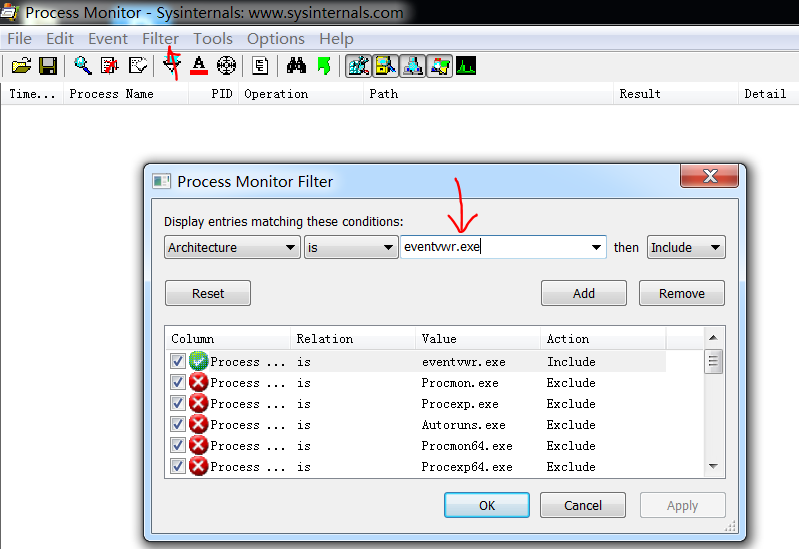 Process Monitor - Sysinternals: www.sysinternals.com
File Edit Event Filter Tools Options Help
Time... Process Name PID Operation Path Result Detail
Process Monitor Filter
Display entries matching these conditions:
Architecture is eventvwr.exe then Include
Reset Add Remove
Column Relation Value Action
Process ... is eventvwr.exe Include
Process ... is Procmon.exe Exclude
Process ... is Procexp.exe Exclude
Process ... is Autoruns.exe Exclude
Process ... is Procmon64.exe Exclude
Process ... is Procexp64.exe Exclude
OK Cancel Apply